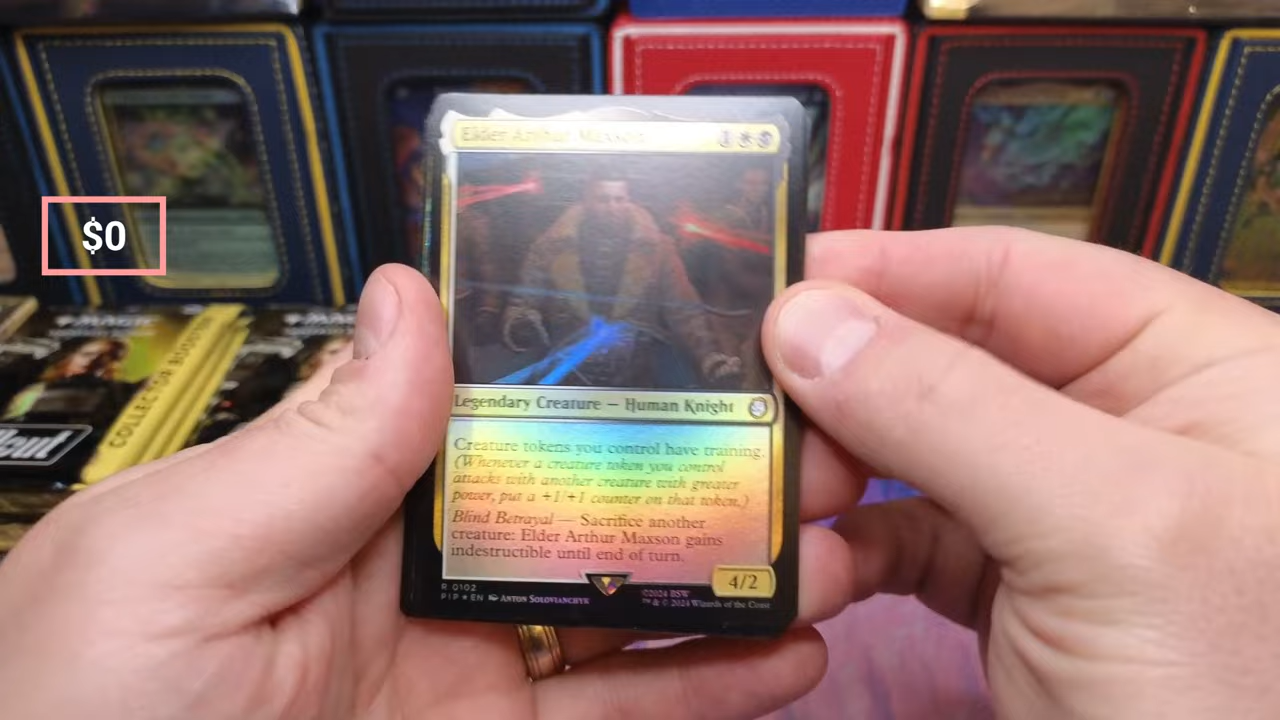 Elder Arthur Maxson
1
$0
MAGIC
MAGIC
COLLECTOR BOOSTER
Legendary Creature — Human Knight
Creature tokens you control have training.
(Whenever a creature token you control
attacks with another creature with greater
power, put a +1/+1 counter on that token.)
Blind Betrayal — Sacrifice another
creature: Elder Arthur Maxson gains
indestructible until end of turn.
4/2
R 0102
PIP ★ EN Anton Solovianchyk
©2024 BSW
™ & © 2024 Wizards of the Coast